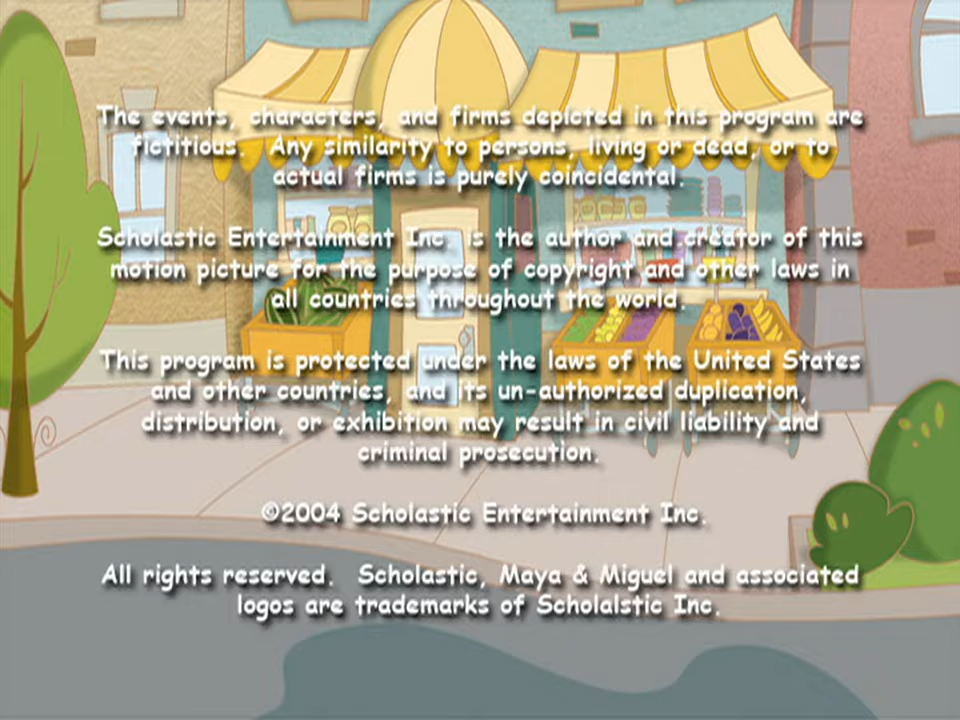 The events, characters, and firms depicted in this program are
fictitious. Any similarity to persons, living or dead, or to
actual firms is purely coincidental.
Scholastic Entertainment Inc. is the author and creator of this
motion picture for the purpose of copyright and other laws in
all countries throughout the world.
This program is protected under the laws of the United States
and other countries, and its un-authorized duplication,
distribution, or exhibition may result in civil liability and
criminal prosecution.
©2004 Scholastic Entertainment Inc.
All rights reserved. Scholastic, Maya & Miguel and associated
logos are trademarks of Scholalstic Inc.